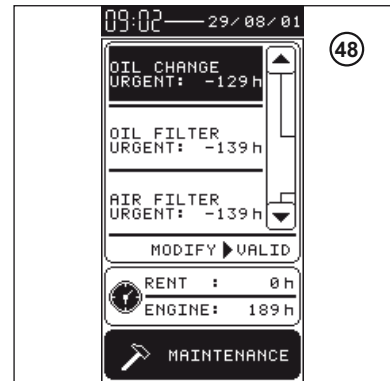 09:02 29/08/01
48
OIL CHANGE
URGENT: -129 h
OIL FILTER
URGENT: -139 h
AIR FILTER
URGENT: -139 h
MODIFY ▶ VALID
RENT : 0 h
ENGINE: 189 h
MAINTENANCE